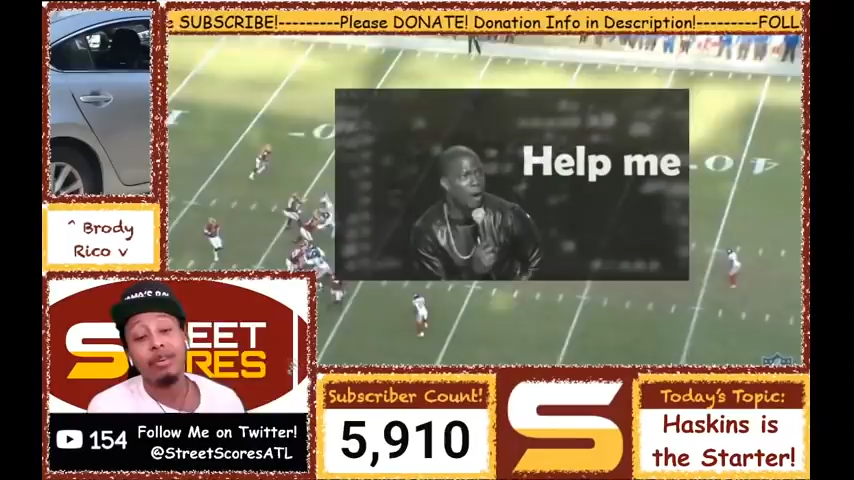 e SUBSCRIBE!---------Please DONATE! Donation Info in Description!---------FOLL
Help me
^ Brody
Rico v
STREET
SCORES
154
Follow Me on Twitter!
@StreetScoresATL
Subscriber Count!
5,910
S
Today's Topic:
Haskins is
the Starter!